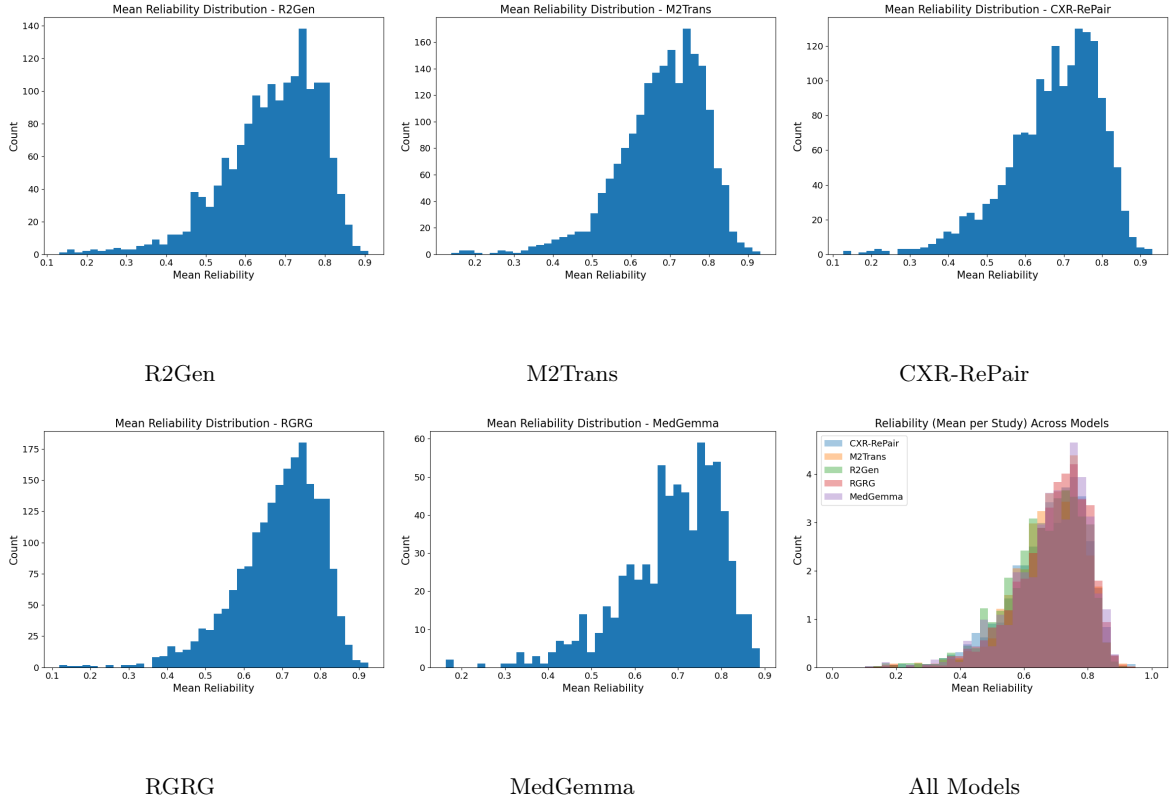 Mean Reliability Distribution - R2Gen
140
120
100
80
60
40
20
0
Count
0.1 0.2 0.3 0.4 0.5 0.6 0.7 0.8 0.9
Mean Reliability
R2Gen
Mean Reliability Distribution - M2Trans
160
140
120
100
80
60
40
20
0
Count
0.2 0.3 0.4 0.5 0.6 0.7 0.8 0.9
Mean Reliability
M2Trans
Mean Reliability Distribution - CXR-RePair
120
100
80
60
40
20
0
Count
0.1 0.2 0.3 0.4 0.5 0.6 0.7 0.8 0.9
Mean Reliability
CXR-RePair
Mean Reliability Distribution - RGRG
175
150
125
100
75
50
25
0
Count
0.1 0.2 0.3 0.4 0.5 0.6 0.7 0.8 0.9
Mean Reliability
RGRG
Mean Reliability Distribution - MedGemma
60
50
40
30
20
10
0
Count
0.2 0.3 0.4 0.5 0.6 0.7 0.8 0.9
Mean Reliability
MedGemma
Reliability (Mean per Study) Across Models
CXR-RePair
M2Trans
R2Gen
RGRG
MedGemma
4
3
2
1
0
Count
0.0 0.2 0.4 0.6 0.8 1.0
Mean Reliability
All Models